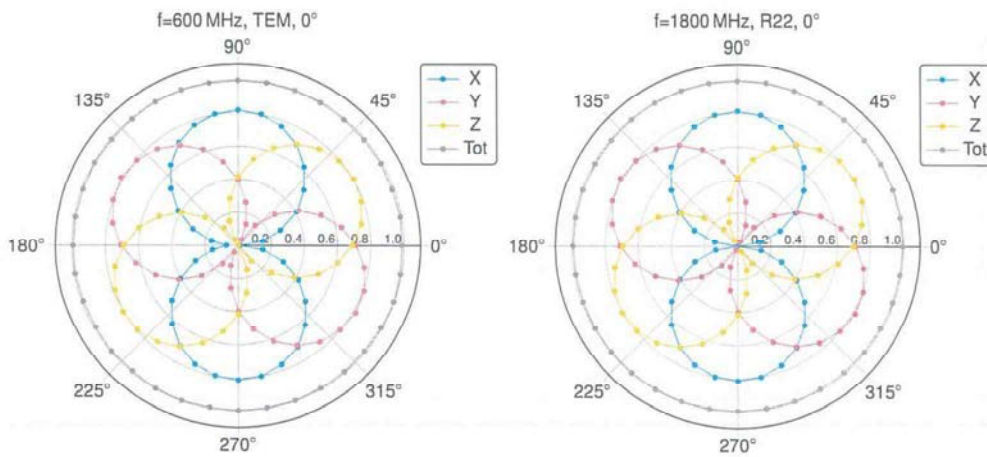 f=600 MHz, TEM, 0°
90°
135°
45°
180°
0.2 0.4 0.6 0.8 1.0
0°
225°
315°
270°
X
Y
Z
Tot
f=1800 MHz, R22, 0°
90°
135°
45°
180°
0.2 0.4 0.6 0.8 1.0
0°
225°
315°
270°
X
Y
Z
Tot